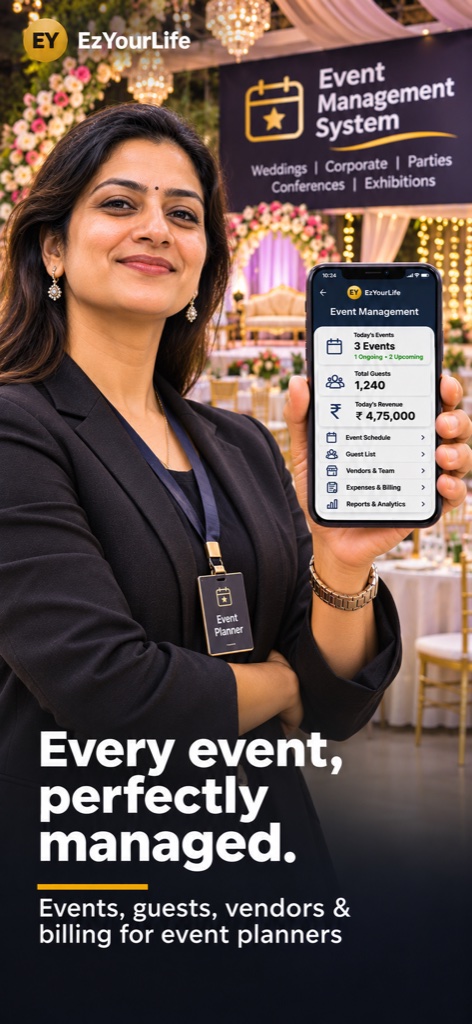 EY EzYourLife
Event
Management
System
Weddings | Corporate | Parties
Conferences | Exhibitions
10:24
EY EzYourLife
Event Management
Today's Events
3 Events
1 Ongoing • 2 Upcoming
Total Guests
1,240
Today's Revenue
₹ 4,75,000
Event Schedule
Guest List
Vendors & Team
Expenses & Billing
Reports & Analytics
Event
Planner
Every event,
perfectly
managed.
Events, guests, vendors &
billing for event planners